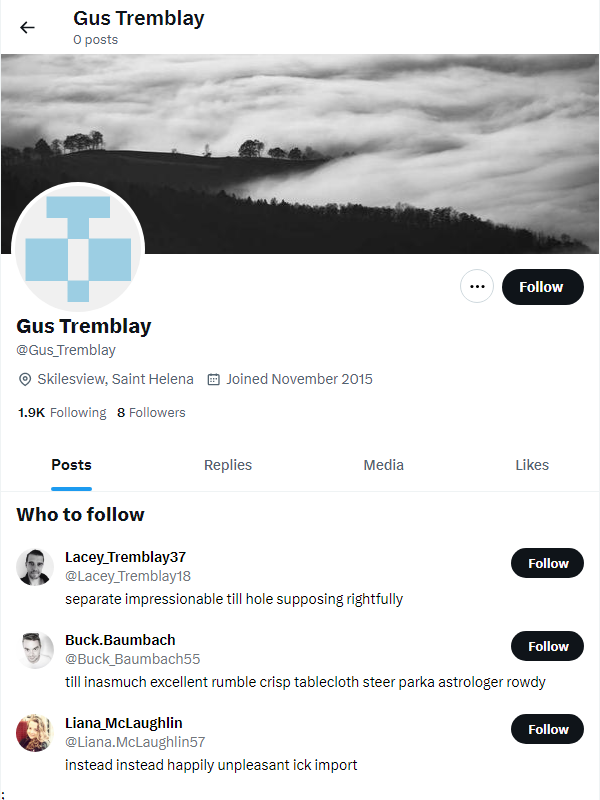 Gus Tremblay
0 posts
Follow
Gus Tremblay
@Gus_Tremblay
Skilesview, Saint Helena Joined November 2015
1.9K Following 8 Followers
Posts Replies Media Likes
Who to follow
Lacey_Tremblay37
@Lacey_Tremblay18
Follow
separate impressionable till hole supposing rightfully
Buck.Baumbach
@Buck_Baumbach55
Follow
till inasmuch excellent rumble crisp tablecloth steer parka astrologer rowdy
Liana_McLaughlin
@Liana.McLaughlin57
Follow
instead instead happily unpleasant ick import
;